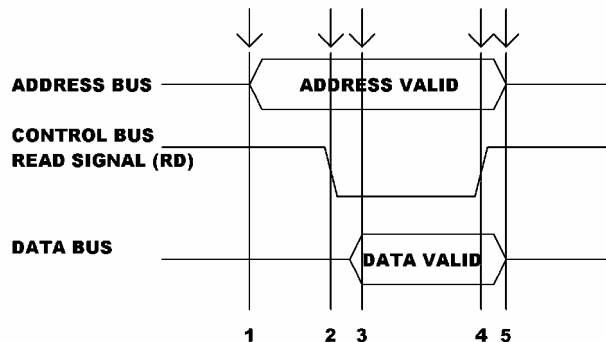 ADDRESS BUS
ADDRESS VALID
CONTROL BUS
READ SIGNAL (RD)
DATA BUS
DATA VALID
1 2 3 4 5